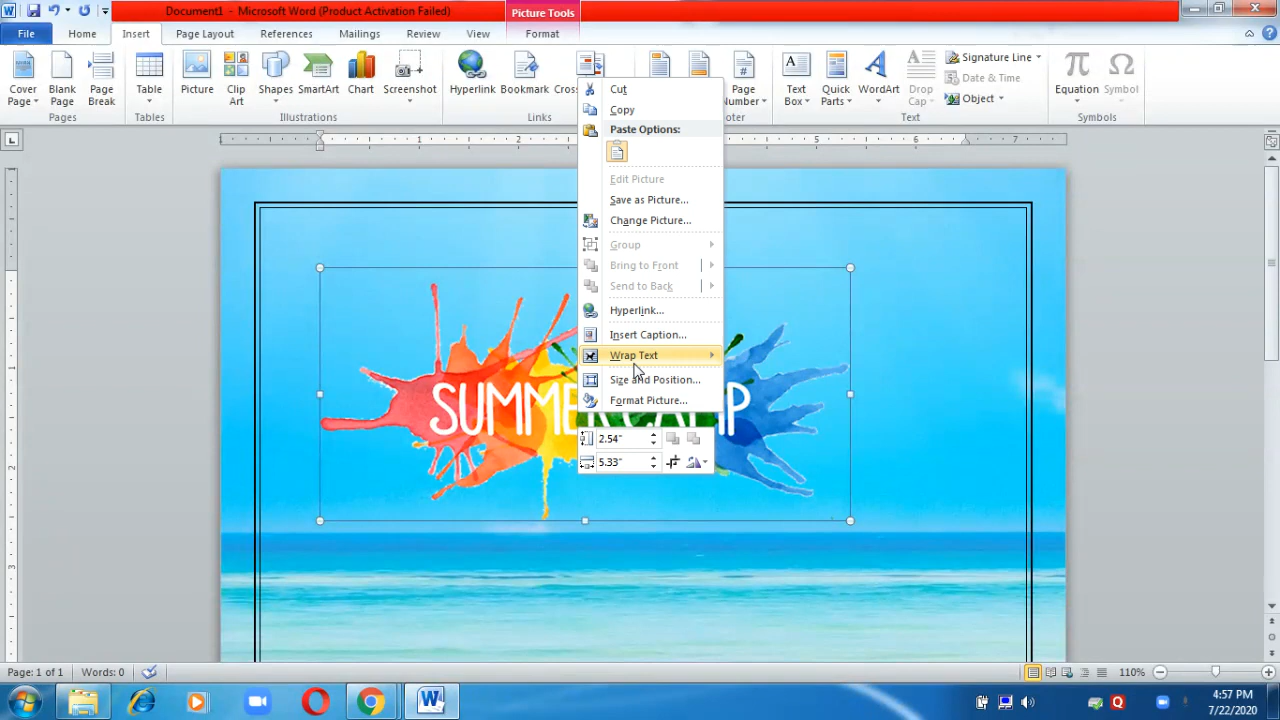 Document1 - Microsoft Word (Product Activation Failed)
Picture Tools
File Home Insert Page Layout References Mailings Review View Format
Cover Page
Blank Page
Page Break
Table
Picture
Clip Art
Shapes
SmartArt
Chart
Screenshot
Hyperlink
Bookmark
Page Number
Text Box
Quick Parts
WordArt
Drop Cap
Signature Line
Date & Time
Object
Equation
Symbol
Pages Tables Illustrations Links Text Symbols
Cut
Copy
Paste Options:
Edit Picture
Save as Picture...
Change Picture...
Group
Bring to Front
Send to Back
Hyperlink...
Insert Caption...
Wrap Text
Size and Position...
Format Picture...
2.54"
5.33"
SUMMER CAMP
5 6 7
2
3
Page: 1 of 1 Words: 0 110%
4:57 PM
7/22/2020